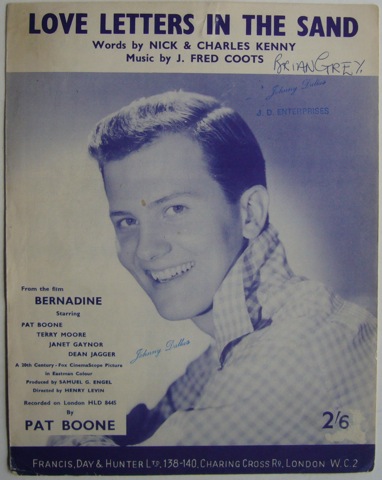 LOVE LETTERS IN THE SAND
Words by NICK & CHARLES KENNY
Music by J. FRED COOTS
BRIAN GREY.
Johnny Dallas
J. D. ENTERPRISES
From the film
BERNADINE
Starring
PAT BOONE
TERRY MOORE
JANET GAYNOR
DEAN JAGGER
A 20th Century-Fox CinemaScope Picture
in Eastman Colour
Produced by SAMUEL G. ENGEL
Directed by HENRY LEVIN
Recorded on London HLD 8445
By
PAT BOONE
Johnny Dallas
2/6
FRANCIS, DAY & HUNTER LTD, 138-140, CHARING CROSS RD, LONDON W.C.2